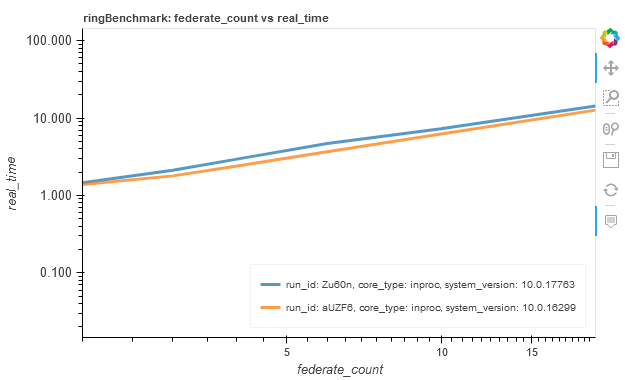 ringBenchmark: federate_count vs real_time
100.000
10.000
1.000
0.100
real_time
5
10
15
federate_count
run_id: Zu60n, core_type: inproc, system_version: 10.0.17763
run_id: aUZF6, core_type: inproc, system_version: 10.0.16299